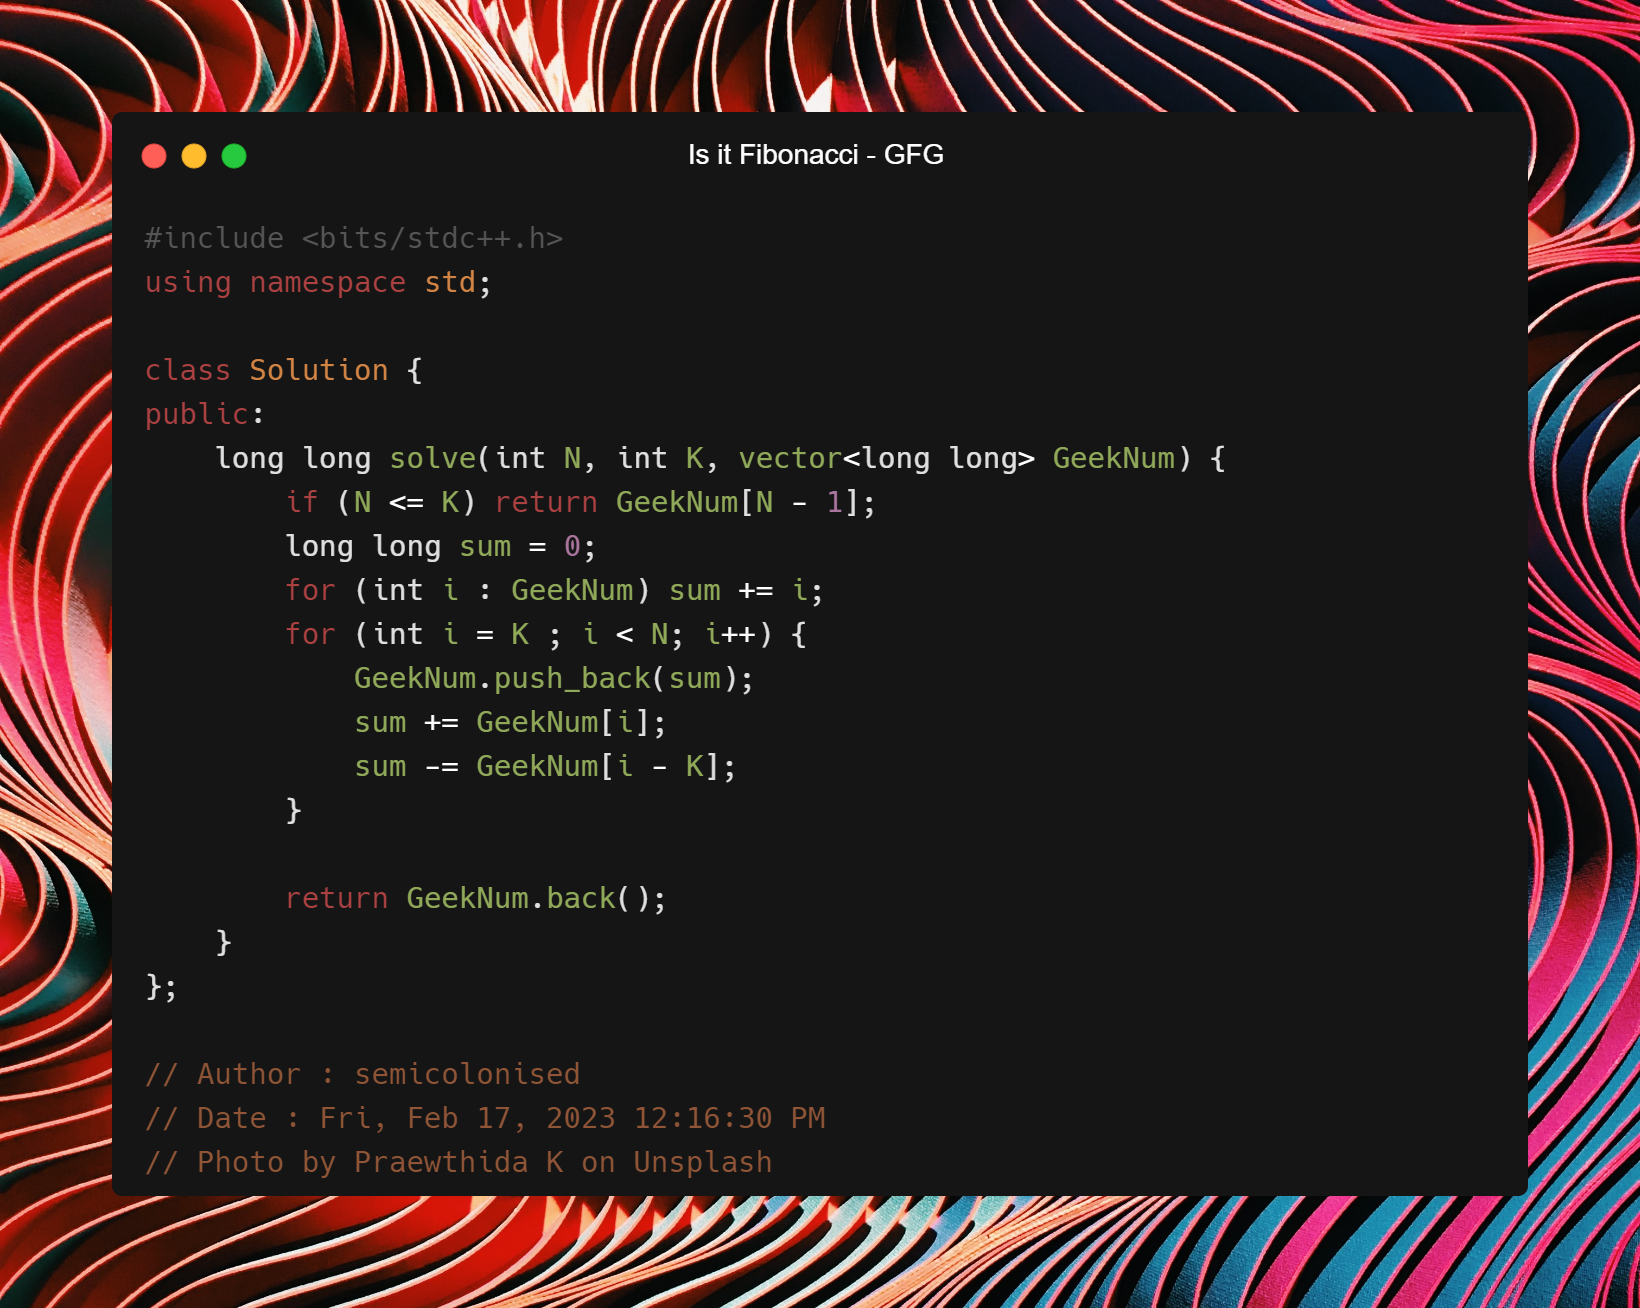 Is it Fibonacci - GFG
#include <bits/stdc++.h>
using namespace std;
class Solution {
public:
    long long solve(int N, int K, vector<long long> GeekNum) {
        if (N <= K) return GeekNum[N - 1];
        long long sum = 0;
        for (int i : GeekNum) sum += i;
        for (int i = K ; i < N; i++) {
            GeekNum.push_back(sum);
            sum += GeekNum[i];
            sum -= GeekNum[i - K];
        }
        return GeekNum.back();
    }
};
// Author : semicolonised
// Date : Fri, Feb 17, 2023 12:16:30 PM
// Photo by Praewthida K on Unsplash